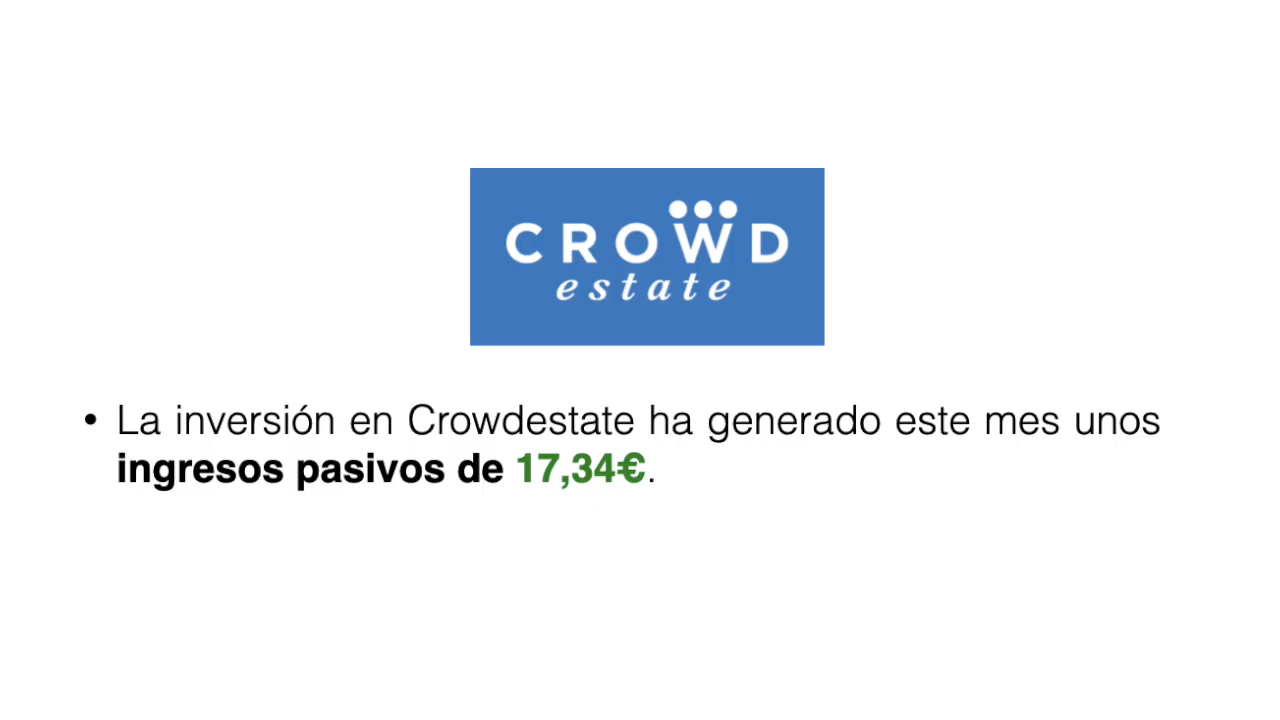 CROWD
estate
• La inversión en Crowdestate ha generado este mes unos
ingresos pasivos de 17,34€.